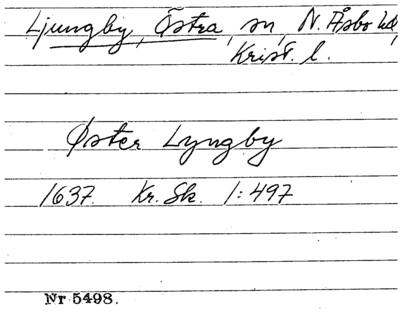 Ljungby, Östra, sn, N. Åsbo hd,
Krist. l.
Øster Lyngby
1637. Kr. Sk. 1:497
Nr 5498.